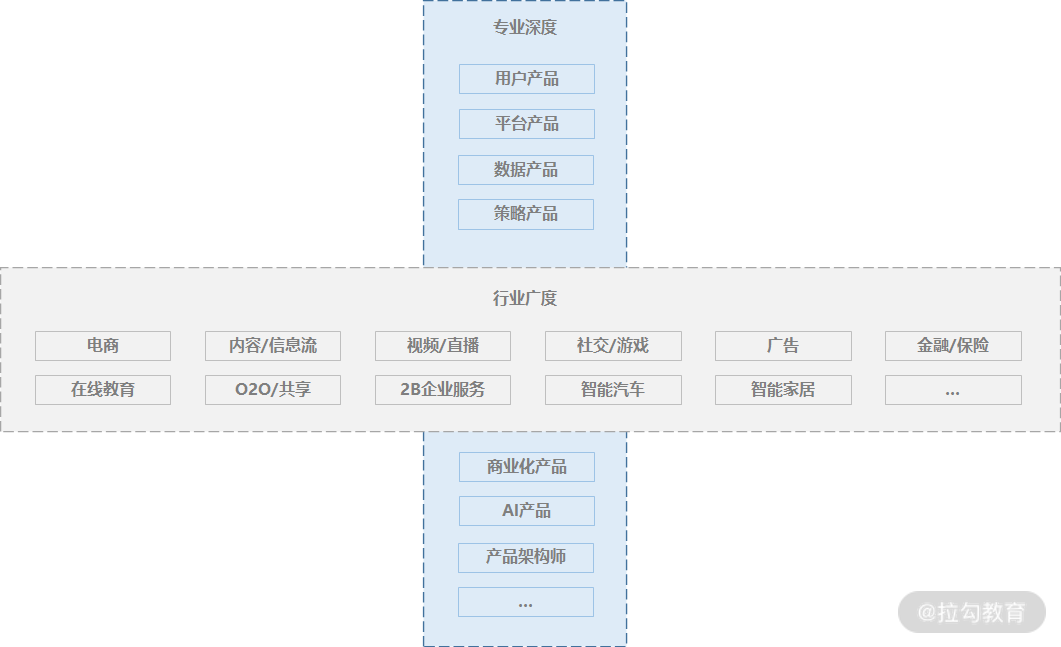 专业深度
用户产品
平台产品
数据产品
策略产品
行业广度
电商 内容/信息流 视频/直播 社交/游戏 广告 金融/保险
在线教育 O2O/共享 2B企业服务 智能汽车 智能家居 ...
商业化产品
AI产品
产品架构师
...
@拉勾教育